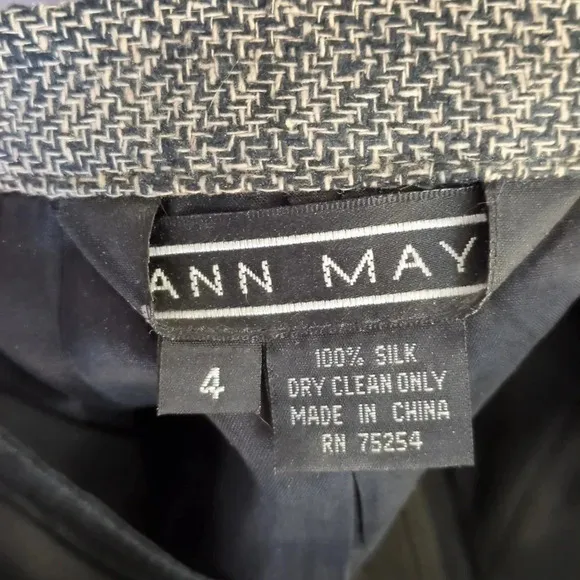 ANN MAY
4
100% SILK
DRY CLEAN ONLY
MADE IN CHINA
RN 75254